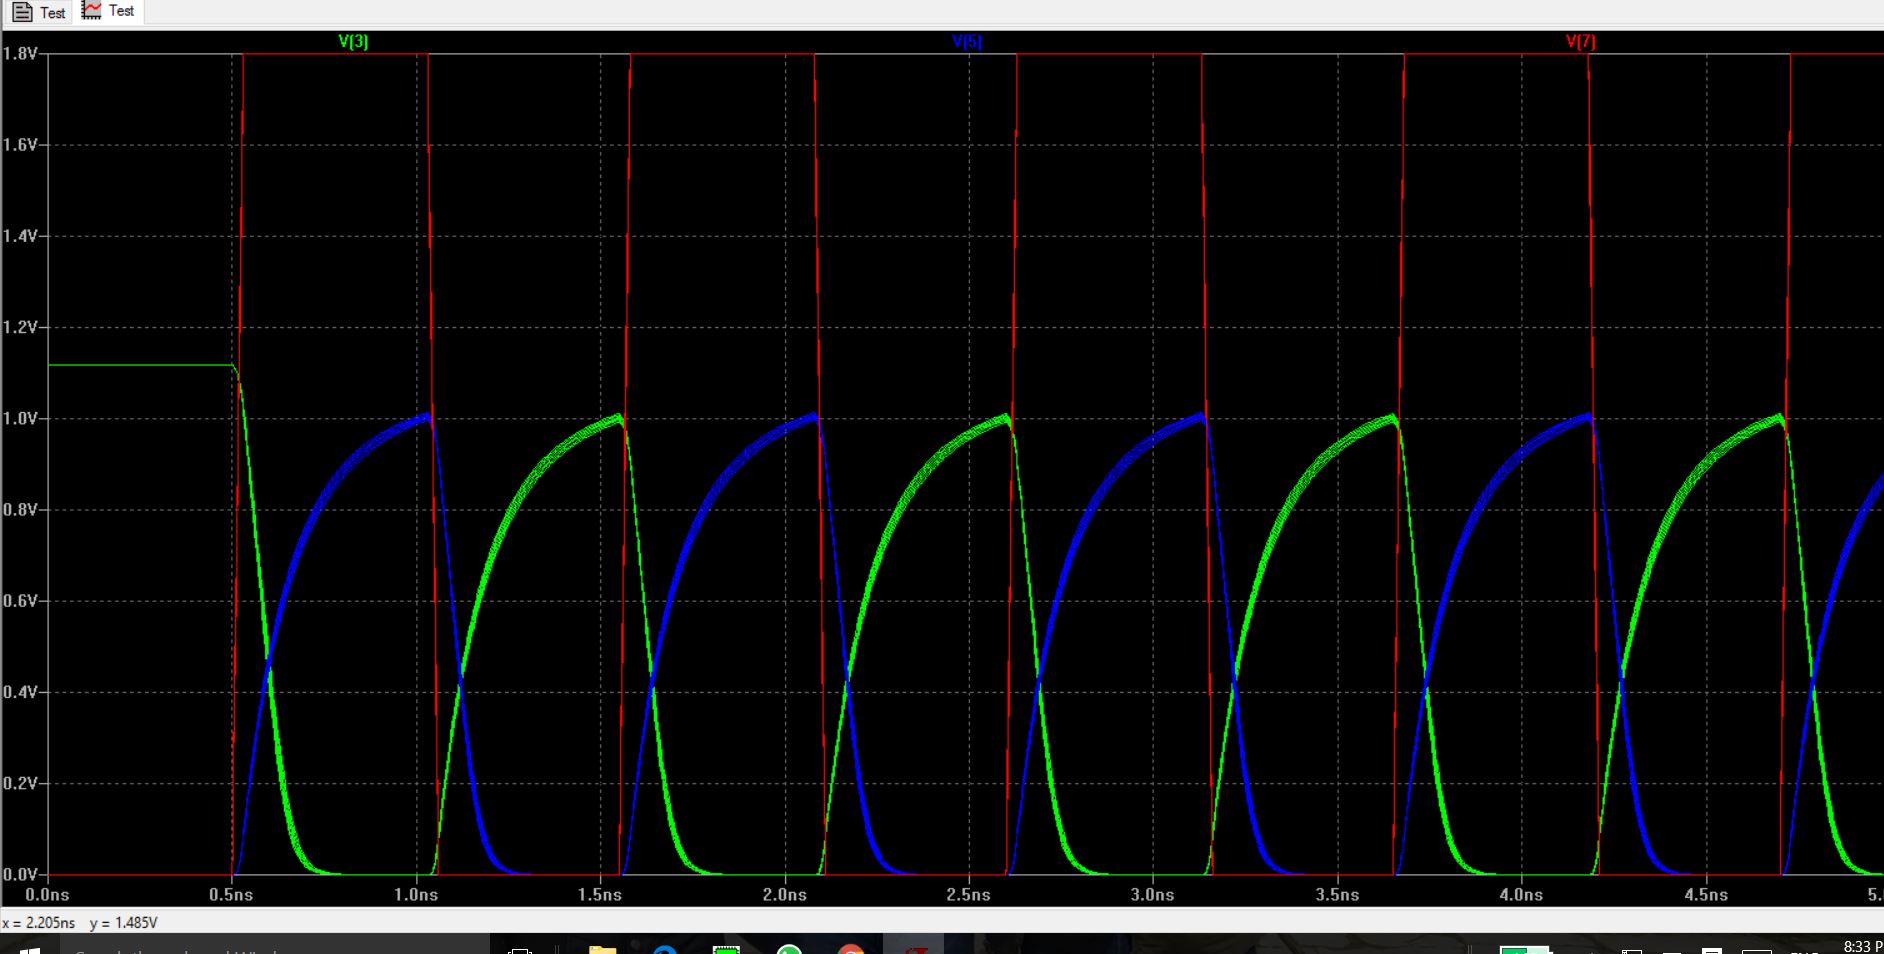 Test Test
V(3) V(5) V(7)
1.8V
1.6V
1.4V
1.2V
1.0V
0.8V
0.6V
0.4V
0.2V
0.0V
0.0ns 0.5ns 1.0ns 1.5ns 2.0ns 2.5ns 3.0ns 3.5ns 4.0ns 4.5ns 5.0
x = 2.205ns y = 1.485V
8:33 P